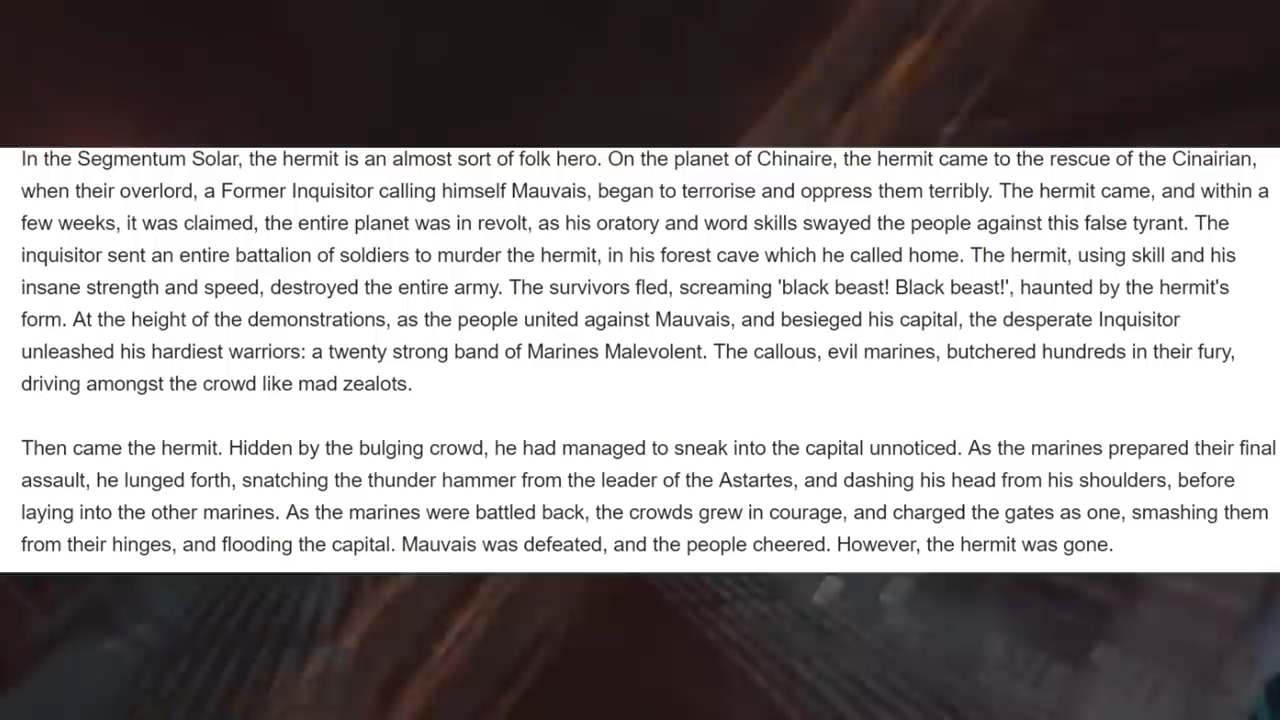 In the Segmentum Solar, the hermit is an almost sort of folk hero. On the planet of Chinaire, the hermit came to the rescue of the Cinairian,
when their overlord, a Former Inquisitor calling himself Mauvais, began to terrorise and oppress them terribly. The hermit came, and within a
few weeks, it was claimed, the entire planet was in revolt, as his oratory and word skills swayed the people against this false tyrant. The
inquisitor sent an entire battalion of soldiers to murder the hermit, in his forest cave which he called home. The hermit, using skill and his
insane strength and speed, destroyed the entire army. The survivors fled, screaming 'black beast! Black beast!', haunted by the hermit's
form. At the height of the demonstrations, as the people united against Mauvais, and besieged his capital, the desperate Inquisitor
unleashed his hardiest warriors: a twenty strong band of Marines Malevolent. The callous, evil marines, butchered hundreds in their fury,
driving amongst the crowd like mad zealots.
Then came the hermit. Hidden by the bulging crowd, he had managed to sneak into the capital unnoticed. As the marines prepared their final
assault, he lunged forth, snatching the thunder hammer from the leader of the Astartes, and dashing his head from his shoulders, before
laying into the other marines. As the marines were battled back, the crowds grew in courage, and charged the gates as one, smashing them
from their hinges, and flooding the capital. Mauvais was defeated, and the people cheered. However, the hermit was gone.